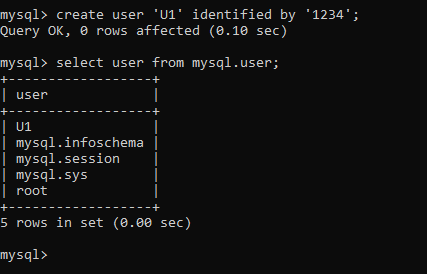 mysql> create user 'U1' identified by '1234';
Query OK, 0 rows affected (0.10 sec)
mysql> select user from mysql.user;
+------------------+
| user             |
+------------------+
| U1               |
| mysql.infoschema |
| mysql.session    |
| mysql.sys        |
| root             |
+------------------+
5 rows in set (0.00 sec)
mysql>